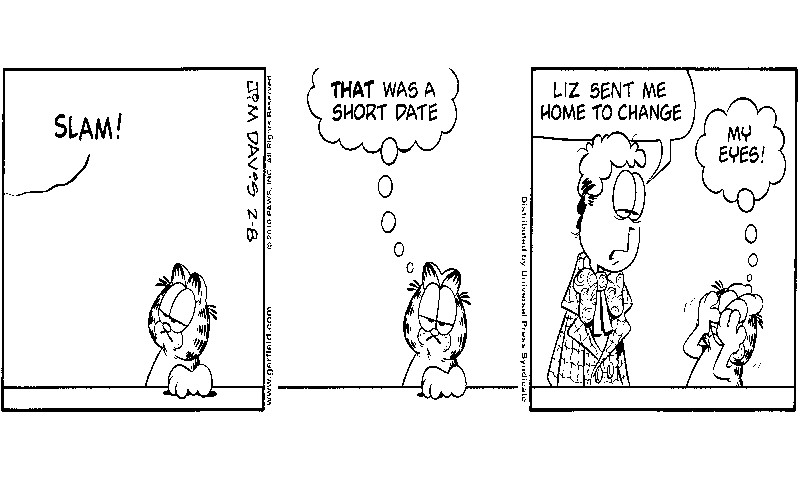 SLAM!
JIM DAVIS 2-8
© 2010 PAWS, INC. All Rights Reserved.
www.garfield.com
THAT WAS A
SHORT DATE
Distributed by Universal Press Syndicate
LIZ SENT ME
HOME TO CHANGE
MY
EYES!